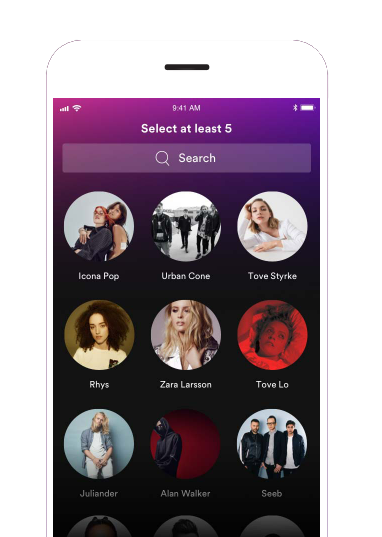 9:41 AM
Select at least 5
Search
Icona Pop
Urban Cone
Tove Styrke
Rhys
Zara Larsson
Tove Lo
Juliander
Alan Walker
Seeb